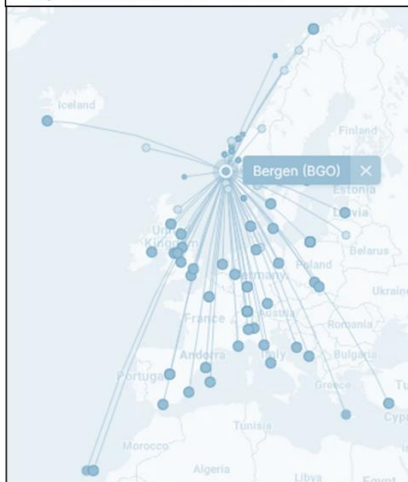 Iceland
Finland
Bergen (BGO) ×
Estonia
Latvia
United
Kingdom
Belarus
Poland
Germany
Ukraine
France
Austria
Romania
Andorra
Italy
Bulgaria
Portugal
Greece
Tunisia
Morocco
Algeria
Libya
Egypt